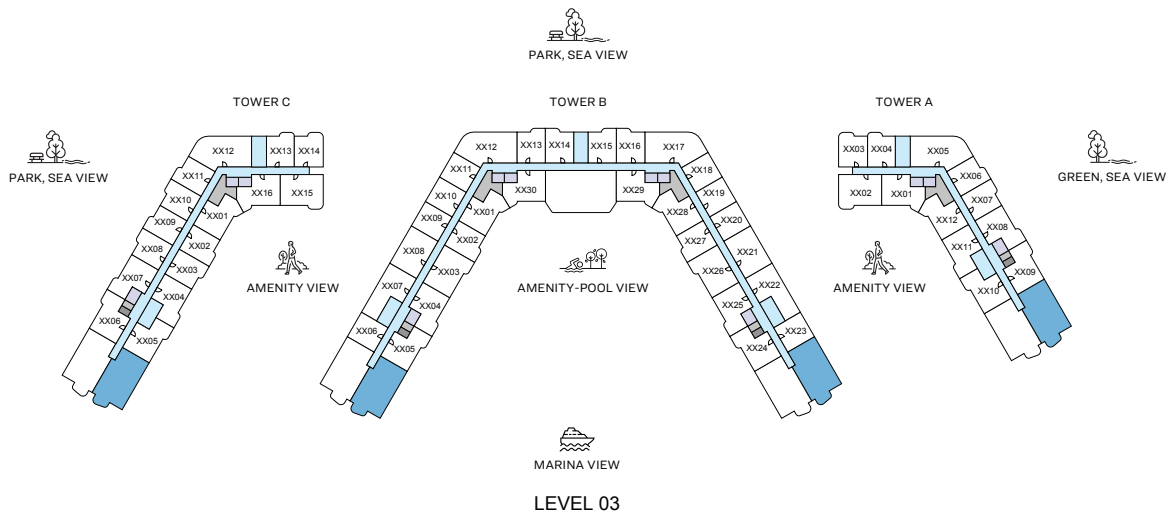 PARK, SEA VIEW
TOWER C
TOWER B
TOWER A
PARK, SEA VIEW
GREEN, SEA VIEW
XX12
XX13
XX14
XX11
XX10
XX09
XX08
XX07
XX06
XX01
XX02
XX03
XX04
XX05
XX16
XX15
XX12
XX13
XX14
XX15
XX16
XX17
XX11
XX10
XX09
XX08
XX07
XX06
XX30
XX01
XX02
XX03
XX04
XX05
XX29
XX28
XX27
XX26
XX25
XX24
XX18
XX19
XX20
XX21
XX22
XX23
XX03
XX04
XX05
XX02
XX01
XX06
XX07
XX08
XX09
XX12
XX11
XX10
AMENITY VIEW
AMENITY-POOL VIEW
AMENITY VIEW
MARINA VIEW
LEVEL 03